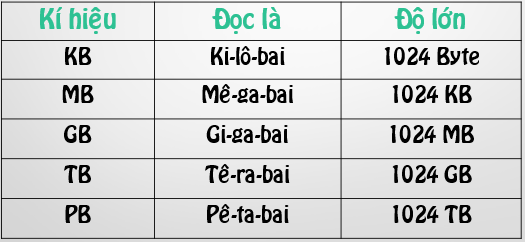 Kí hiệu Đọc là Độ lớn
KB Ki-lô-bai 1024 Byte
MB Mê-ga-bai 1024 KB
GB Gi-ga-bai 1024 MB
TB Tê-ra-bai 1024 GB
PB Pê-ta-bai 1024 TB